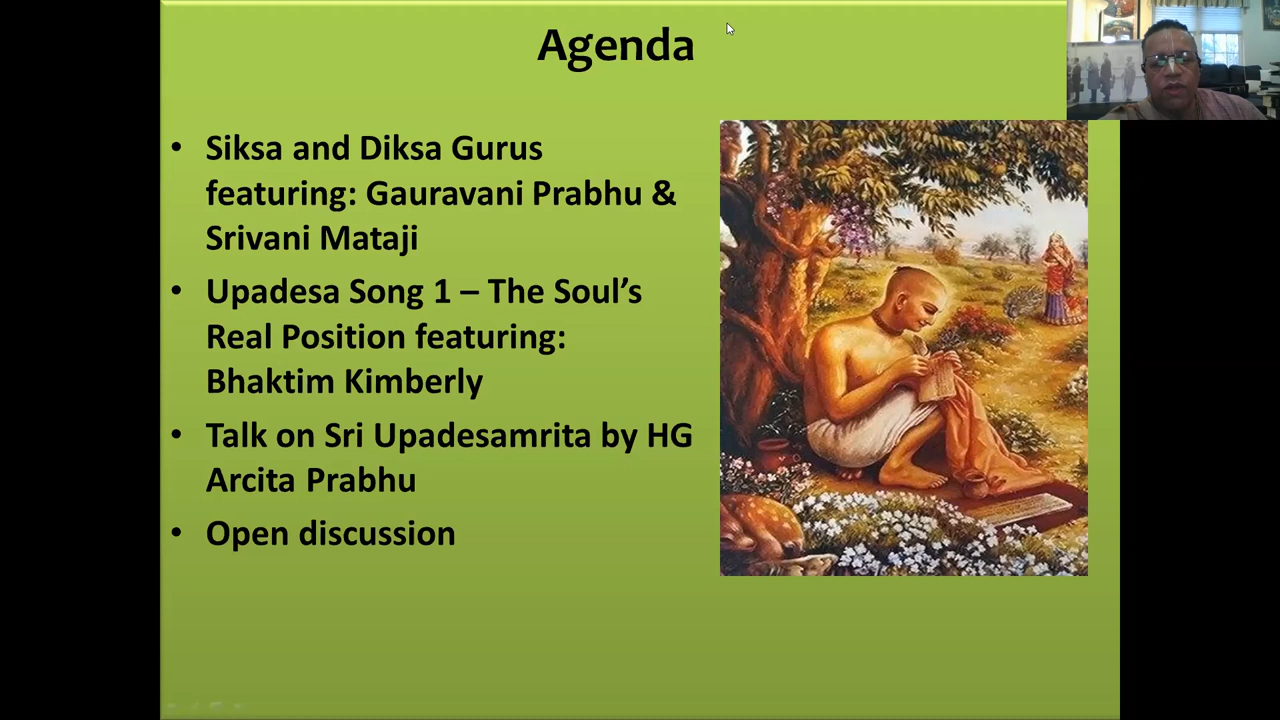 Agenda
• Siksa and Diksa Gurus
featuring: Gauravani Prabhu &
Srivani Mataji
• Upadesa Song 1 – The Soul’s
Real Position featuring:
Bhaktim Kimberly
• Talk on Sri Upadesamrita by HG
Arcita Prabhu
• Open discussion